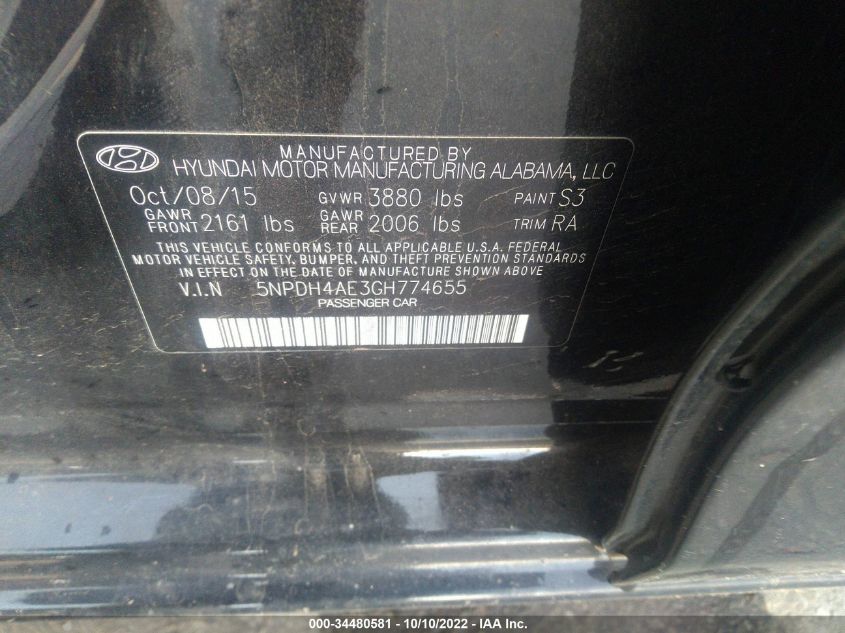 MANUFACTURED BY
HYUNDAI MOTOR MANUFACTURING ALABAMA, LLC
Oct/08/15 GVWR 3880 lbs PAINT S3
GAWR FRONT 2161 lbs GAWR REAR 2006 lbs TRIM RA
THIS VEHICLE CONFORMS TO ALL APPLICABLE U.S.A. FEDERAL
MOTOR VEHICLE SAFETY, BUMPER, AND THEFT PREVENTION STANDARDS
IN EFFECT ON THE DATE OF MANUFACTURE SHOWN ABOVE
V.I.N 5NPDH4AE3GH774655
PASSENGER CAR
000-34480581 - 10/10/2022 - IAA Inc.